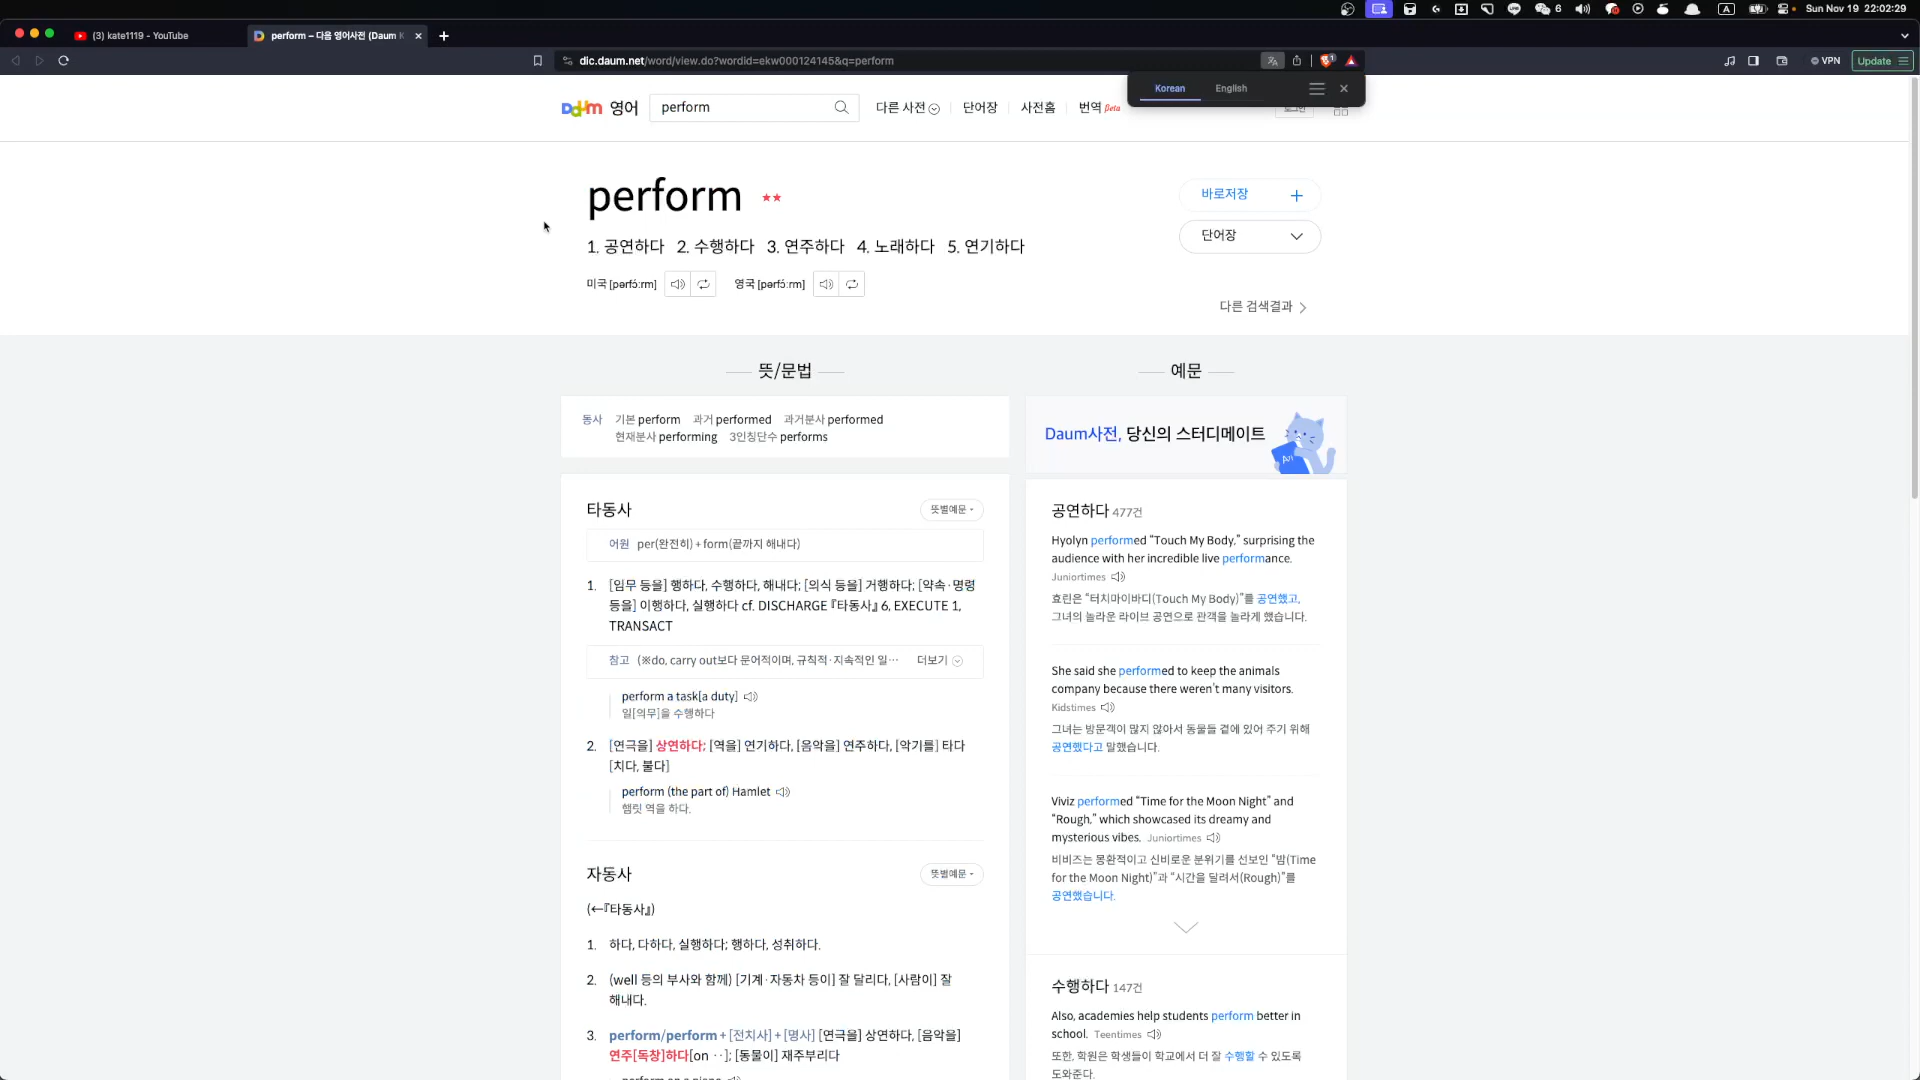 6
Sun Nov 19 22:02:29
(3) kate1119 - YouTube
perform – 다음 영어사전 (Daum
dic.daum.net/word/view.do?wordid=ekw000124145&q=perform
VPN
Update
Korean English
Daum 영어
perform
다른 사전
단어장
사전홈
번역 Beta
로그인
perform ★★
바로저장 +
1. 공연하다 2. 수행하다 3. 연주하다 4. 노래하다 5. 연기하다
단어장
미국 [pərfɔ́ːrm] 영국 [pərfɔ́ːrm]
다른 검색결과
뜻/문법
동사 기본 perform 과거 performed 과거분사 performed
현재분사 performing 3인칭단수 performs
타동사
뜻별예문
어원 per(완전히) + form(끝까지 해내다)
1. [임무 등을] 행하다, 수행하다, 해내다; [의식 등을] 거행하다; [약속·명령
등을] 이행하다, 실행하다 cf. DISCHARGE 『타동사』 6, EXECUTE 1,
TRANSACT
참고 (※do, carry out보다 문어적이며, 규칙적·지속적인 일… 더보기
perform a task[a duty]
일[의무]을 수행하다
2. [연극을] 상연하다; [역을] 연기하다, [음악을] 연주하다, [악기를] 타다
[치다, 불다]
perform (the part of) Hamlet
햄릿 역을 하다.
자동사
뜻별예문
(←『타동사』)
1. 하다, 다하다, 실행하다; 행하다, 성취하다.
2. (well 등의 부사와 함께) [기계·자동차 등이] 잘 달리다, [사람이] 잘
해내다.
3. perform/perform + [전치사] + [명사] [연극을] 상연하다, [음악을]
연주[독창]하다[on ‥]; [동물이] 재주부리다
perform on a piano
예문
Daum사전, 당신의 스터디메이트
공연하다 477건
Hyolyn performed “Touch My Body,” surprising the
audience with her incredible live performance.
Juniortimes
효린은 “터치마이바디(Touch My Body)”를 공연했고,
그녀의 놀라운 라이브 공연으로 관객을 놀라게 했습니다.
She said she performed to keep the animals
company because there weren’t many visitors.
Kidstimes
그녀는 방문객이 많지 않아서 동물들 곁에 있어 주기 위해
공연했다고 말했습니다.
Viviz performed “Time for the Moon Night” and
“Rough,” which showcased its dreamy and
mysterious vibes. Juniortimes
비비즈는 몽환적이고 신비로운 분위기를 선보인 “밤(Time
for the Moon Night)”과 “시간을 달려서(Rough)”를
공연했습니다.
수행하다 147건
Also, academies help students perform better in
school. Teentimes
또한, 학원은 학생들이 학교에서 더 잘 수행할 수 있도록
도와준다.